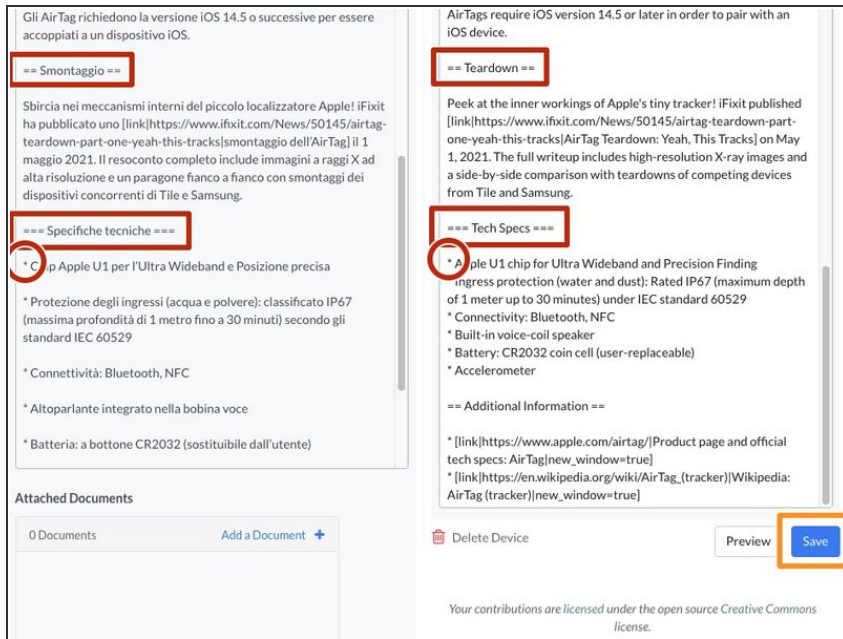 Gli AirTag richiedono la versione iOS 14.5 o successive per essere
accoppiati a un dispositivo iOS.
== Smontaggio ==
Sbircia nei meccanismi interni del piccolo localizzatore Apple! iFixit
ha pubblicato uno [link|https://www.ifixit.com/News/50145/airtag-
teardown-part-one-yeah-this-tracks|smontaggio dell'AirTag] il 1
maggio 2021. Il resoconto completo include immagini a raggi X ad
alta risoluzione e un paragone fianco a fianco con smontaggi dei
dispositivi concorrenti di Tile e Samsung.
=== Specifiche tecniche ===
* Chip Apple U1 per l'Ultra Wideband e Posizione precisa
* Protezione degli ingressi (acqua e polvere): classificato IP67
(massima profondità di 1 metro fino a 30 minuti) secondo gli
standard IEC 60529
* Connettività: Bluetooth, NFC
* Altoparlante integrato nella bobina voce
* Batteria: a bottone CR2032 (sostituibile dall'utente)
Attached Documents
0 Documents
Add a Document +
AirTags require iOS version 14.5 or later in order to pair with an
iOS device.
== Teardown ==
Peek at the inner workings of Apple's tiny tracker! iFixit published
[link|https://www.ifixit.com/News/50145/airtag-teardown-part-
one-yeah-this-tracks|AirTag Teardown: Yeah, This Tracks] on May
1, 2021. The full writeup includes high-resolution X-ray images and
a side-by-side comparison with teardowns of competing devices
from Tile and Samsung.
=== Tech Specs ===
* Apple U1 chip for Ultra Wideband and Precision Finding
* Ingress protection (water and dust): Rated IP67 (maximum depth
of 1 meter up to 30 minutes) under IEC standard 60529
* Connectivity: Bluetooth, NFC
* Built-in voice-coil speaker
* Battery: CR2032 coin cell (user-replaceable)
* Accelerometer
== Additional Information ==
* [link|https://www.apple.com/airtag/|Product page and official
tech specs: AirTag|new_window=true]
* [link|https://en.wikipedia.org/wiki/AirTag_(tracker)|Wikipedia:
AirTag (tracker)|new_window=true]
Delete Device
Preview
Save
Your contributions are licensed under the open source Creative Commons
license.